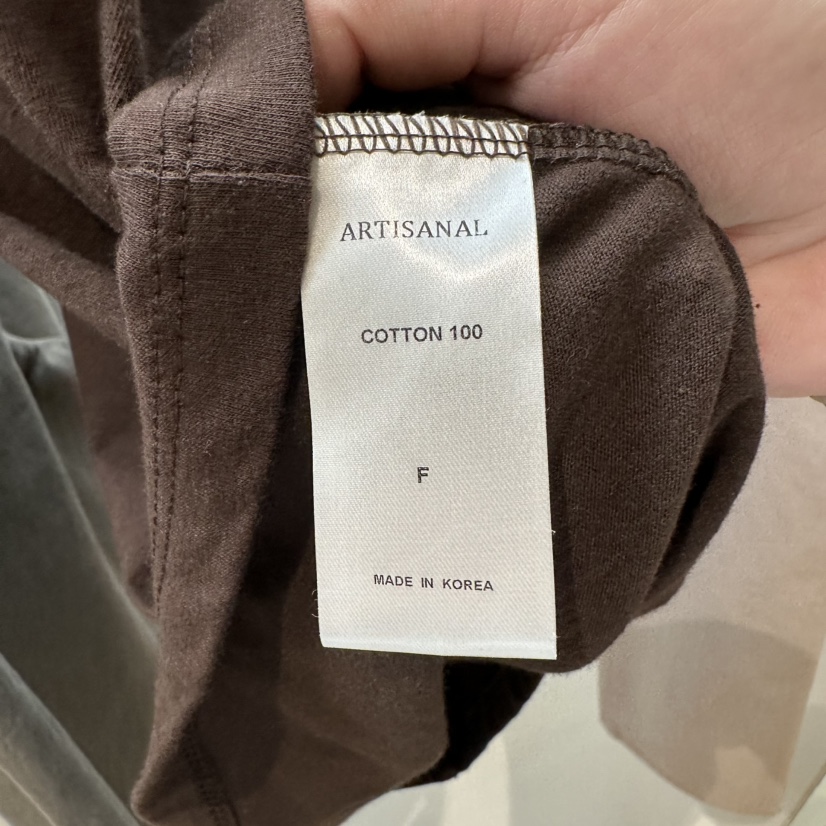 ARTISANAL
COTTON 100
F
MADE IN KOREA